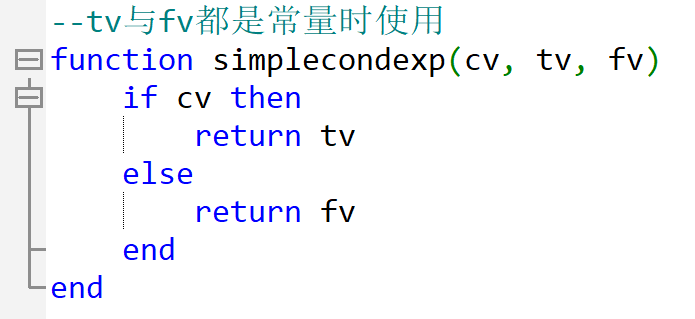 --tv与fv都是常量时使用
function simplecondexp(cv, tv, fv)
    if cv then
        return tv
    else
        return fv
    end
end